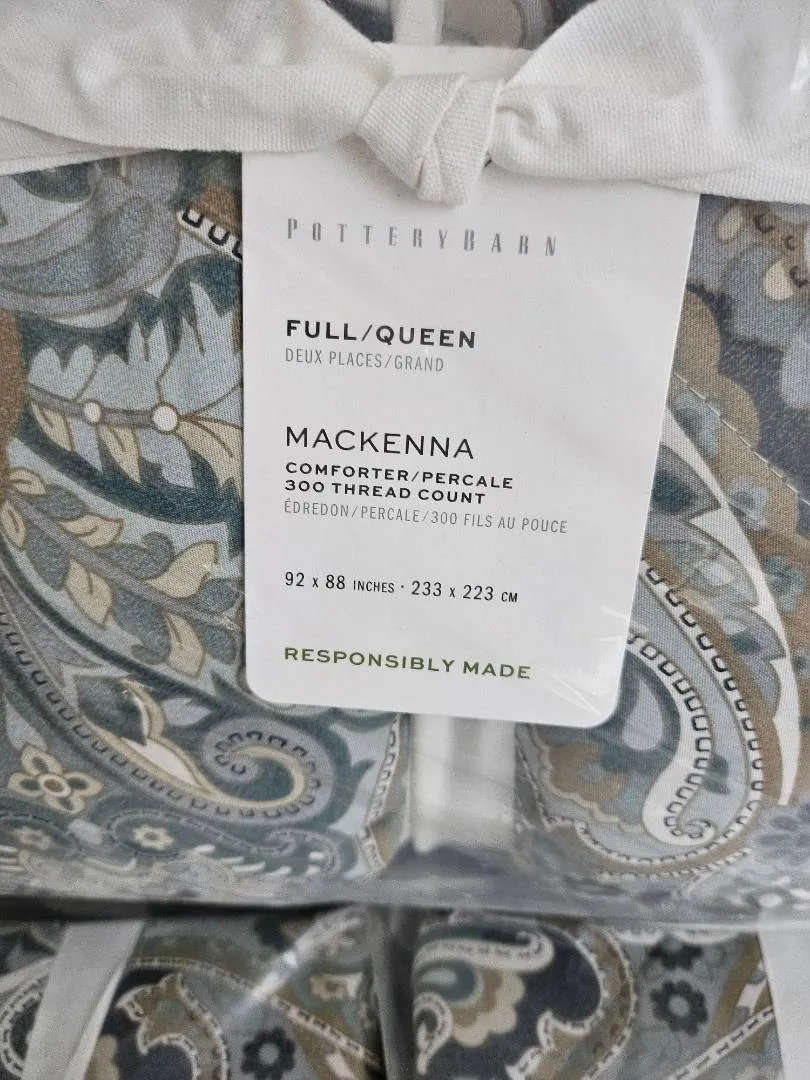 POTTERYBARN
FULL/QUEEN
DEUX PLACES/GRAND
MACKENNA
COMFORTER/PERCALE
300 THREAD COUNT
ÉDREDON/PERCALE/300 FILS AU POUCE
92 x 88 INCHES · 233 x 223 CM
RESPONSIBLY MADE